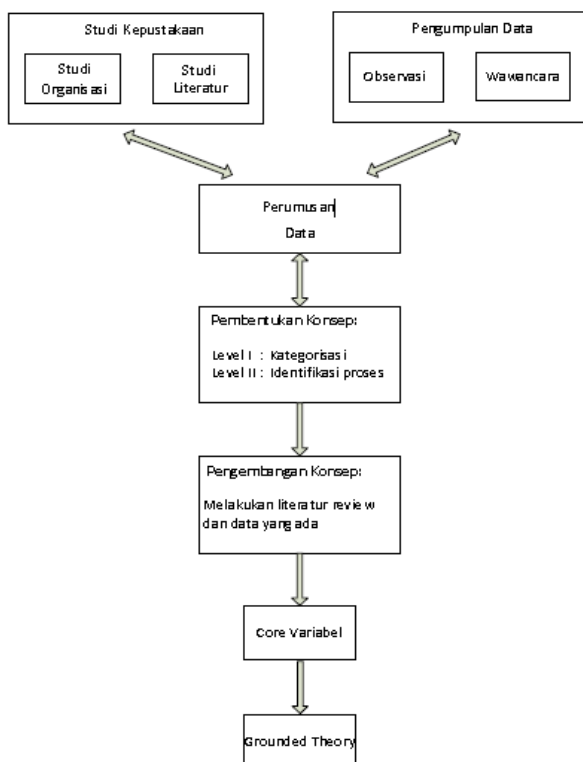 Studi Kepustakaan
Studi
Organisasi
Studi
Literatur
Pengumpulan Data
Observasi
Wawancara
Perumusan
Data
Pembentukan Konsep:
Level I : Kategorisasi
Level II : Identifikasi proses
Pengembangan Konsep:
Melakukan literatur review
dan data yang ada
Core Variabel
Grounded Theory